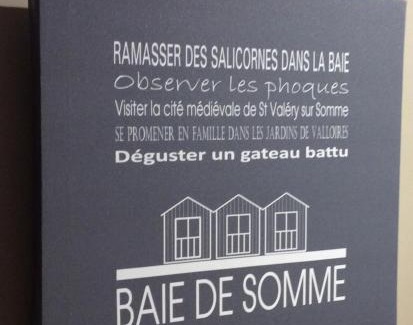 RAMASSER DES SALICORNES DANS LA BAIE
Observer les phoques
Visiter la cité médiévale de St Valéry sur Somme
SE PROMENER EN FAMILLE DANS LES JARDINS DE VALLOIRES
Déguster un gateau battu
BAIE DE SOMME